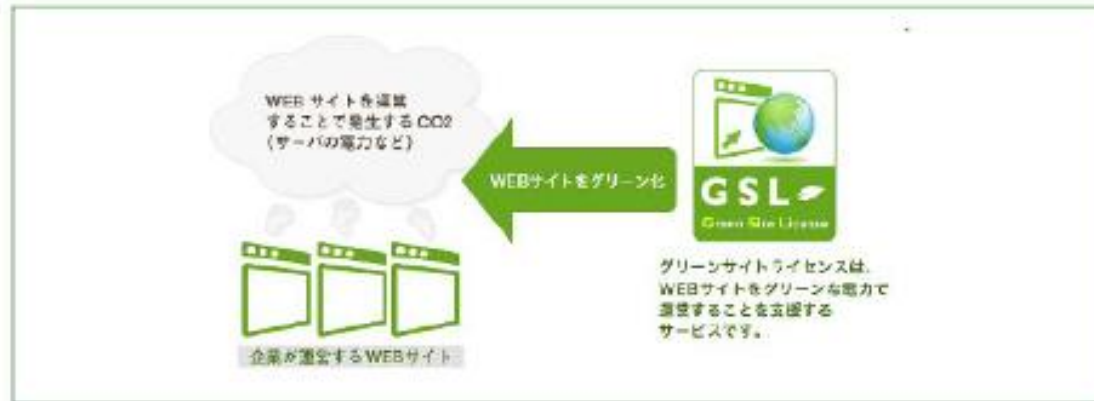 WEB サイトを運営
することで発生する CO2
(サーバの電力など)
WEBサイトをグリーン化
GSL
Green Site License
グリーンサイトライセンスは、
WEBサイトをグリーンな電力で
運営することを支援する
サービスです。
企業が運営するWEBサイト